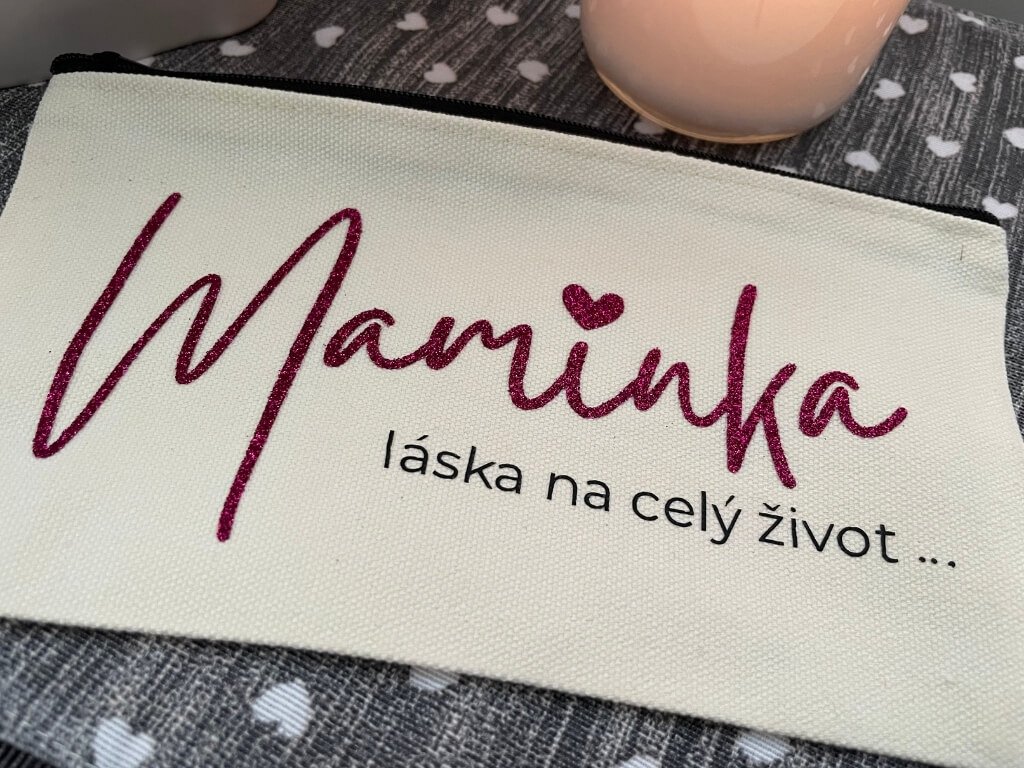 Maminka
láska na celý život ...